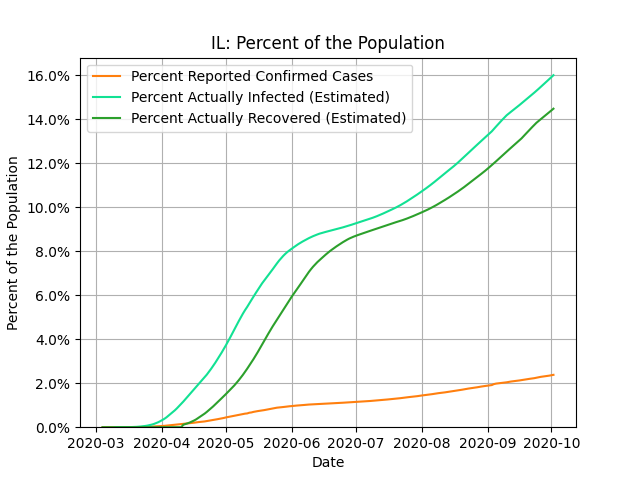 IL: Percent of the Population
Percent Reported Confirmed Cases
Percent Actually Infected (Estimated)
Percent Actually Recovered (Estimated)
Percent of the Population
16.0%
14.0%
12.0%
10.0%
8.0%
6.0%
4.0%
2.0%
0.0%
2020-03 2020-04 2020-05 2020-06 2020-07 2020-08 2020-09 2020-10
Date